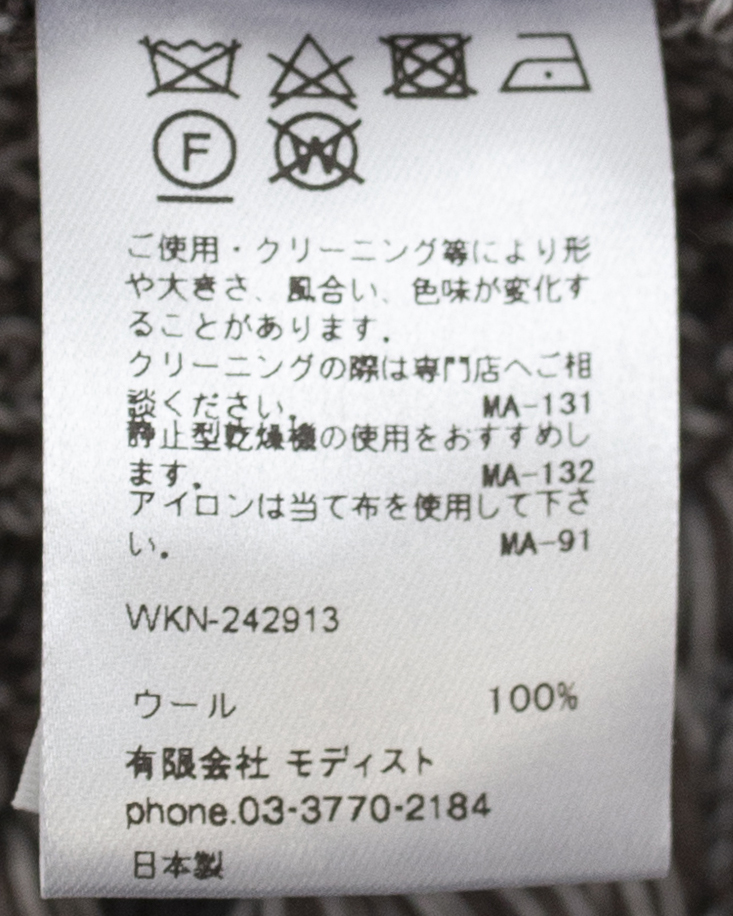 F W
ご使用・クリーニング等により形
や大きさ、風合い、色味が変化す
ることがあります。
クリーニングの際は専門店へご相
談ください。 MA-131
静止型乾燥機の使用をおすすめし
ます。 MA-132
アイロンは当て布を使用して下さ
い。 MA-91
WKN-242913
ウール 100%
有限会社 モディスト
phone.03-3770-2184
日本製